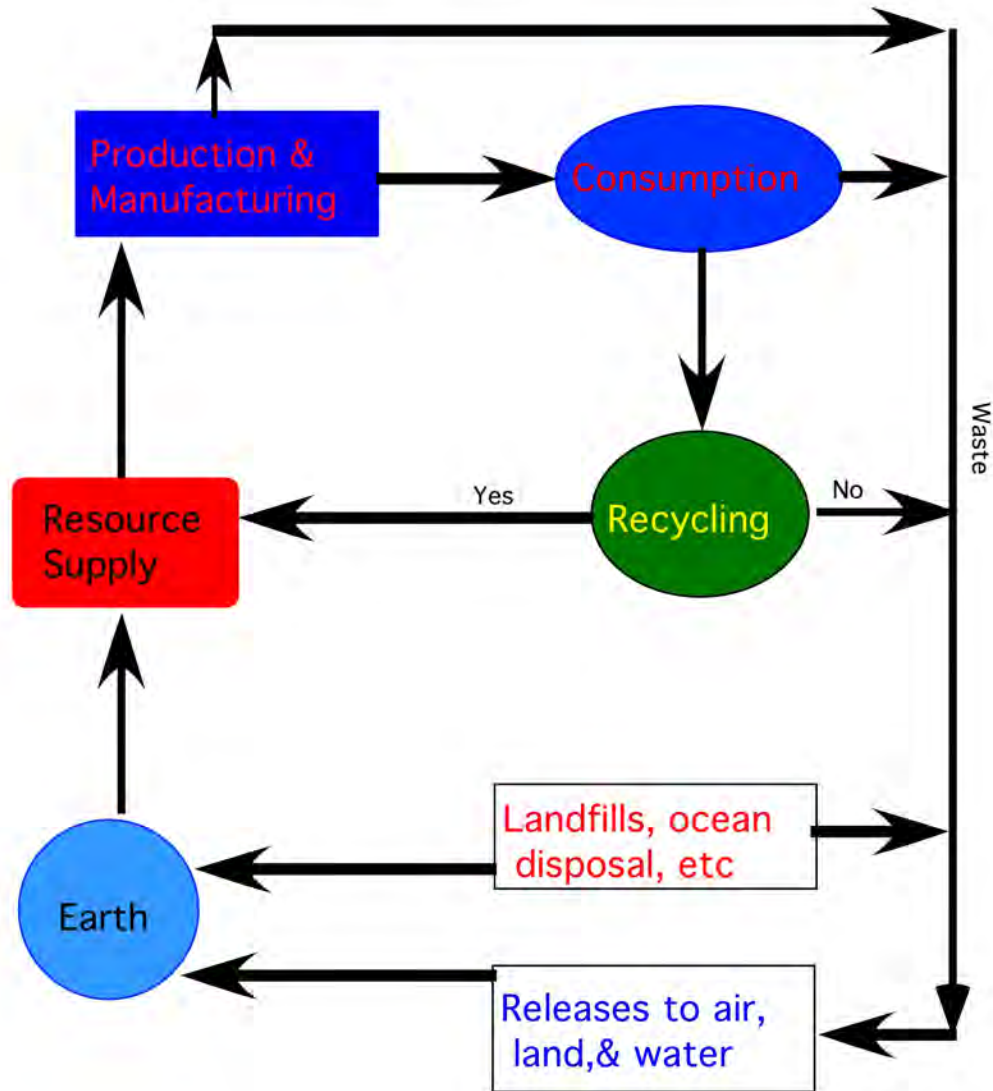 Production &
Manufacturing
Consumption
Waste
Yes
No
Resource
Supply
Recycling
Landfills, ocean
disposal, etc
Earth
Releases to air,
land,& water